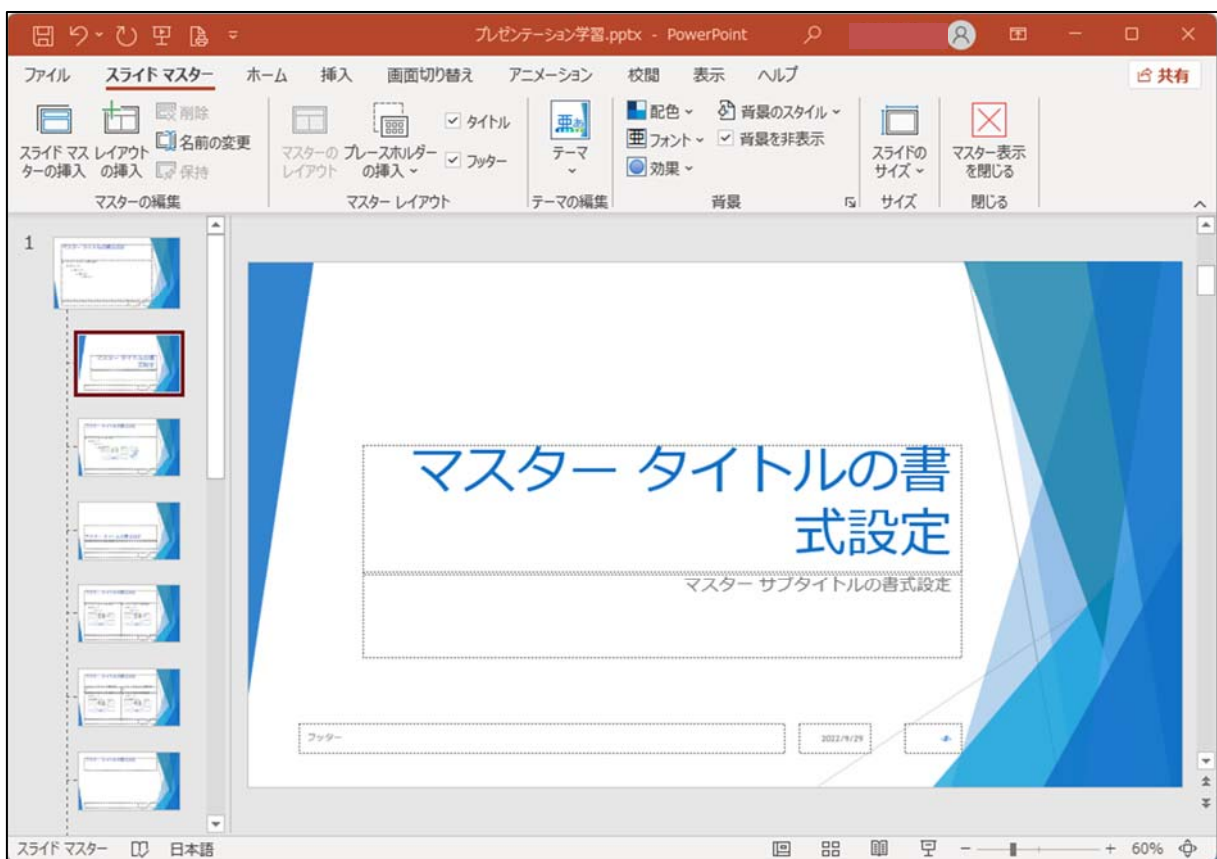 プレゼンテーション学習.pptx - PowerPoint
ファイル スライド マスター ホーム 挿入 画面切り替え アニメーション 校閲 表示 ヘルプ 共有
スライド マス
ターの挿入
レイアウト
の挿入
削除
名前の変更
保持
マスターの編集
マスターの
レイアウト
プレースホルダー
の挿入
タイトル
フッター
マスター レイアウト
亜あ
テーマ
テーマの編集
配色
亜 フォント
効果
背景のスタイル
背景を非表示
背景
スライドの
サイズ
サイズ
マスター表示
を閉じる
閉じる
1
マスター タイトルの書
式設定
マスター サブタイトルの書式設定
フッター
2022/9/29
スライド マスター 日本語 60%